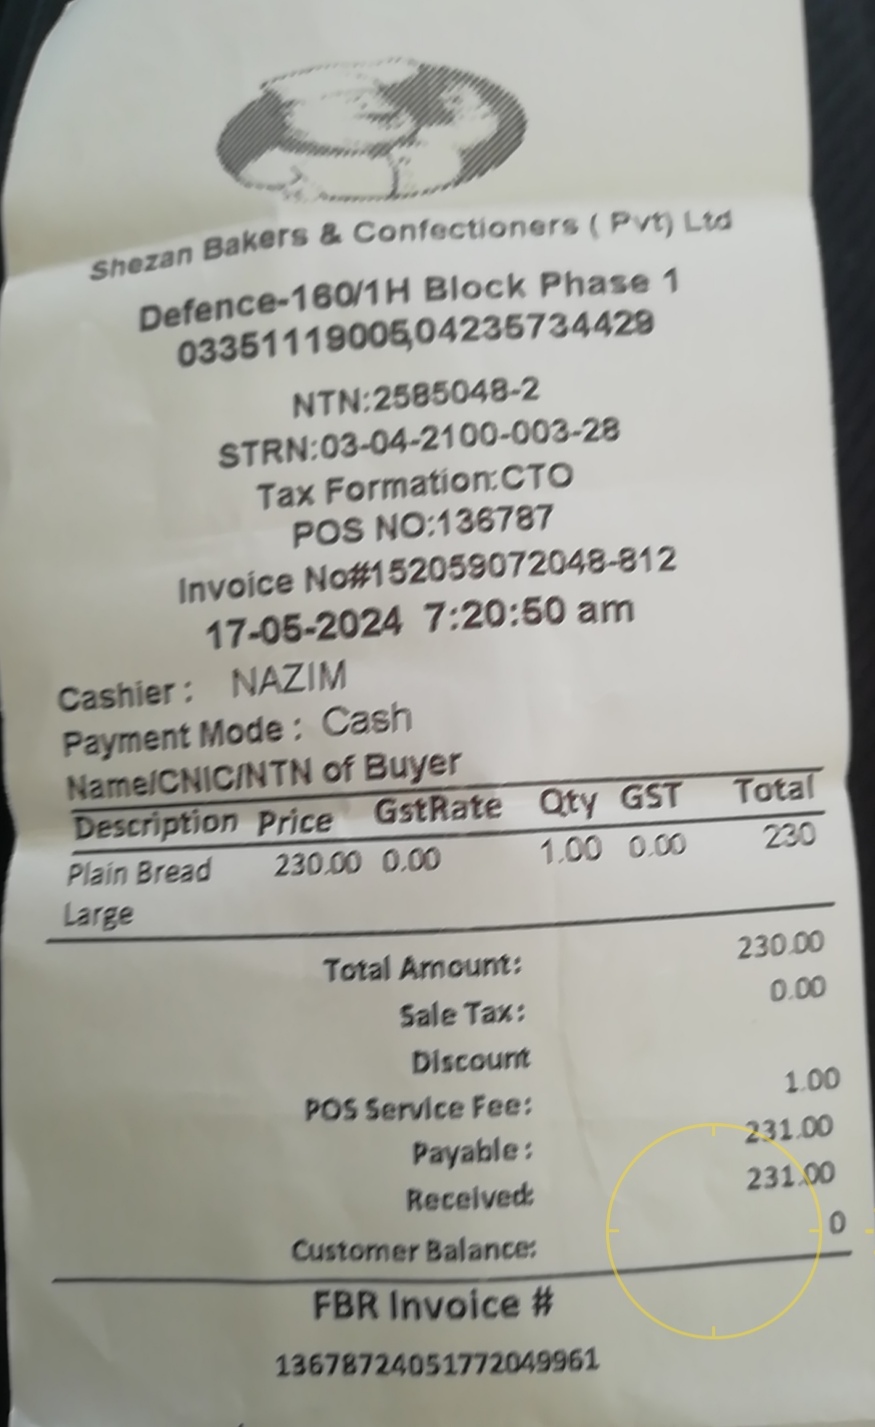 Shezan Bakers & Confectioners ( Pvt) Ltd
Defence-160/1H Block Phase 1
03351119005,04235734429
NTN:2585048-2
STRN:03-04-2100-003-28
Tax Formation:CTO
POS NO:136787
Invoice No#152059072048-812
17-05-2024 7:20:50 am
Cashier : NAZIM
Payment Mode : Cash
Name/CNIC/NTN of Buyer
Description Price GstRate Qty GST Total
Plain Bread 230.00 0.00 1.00 0.00 230
Large
Total Amount: 230.00
Sale Tax: 0.00
Discount
POS Service Fee: 1.00
Payable : 231.00
Received: 231.00
Customer Balance: 0
FBR Invoice #
13678724051772049961